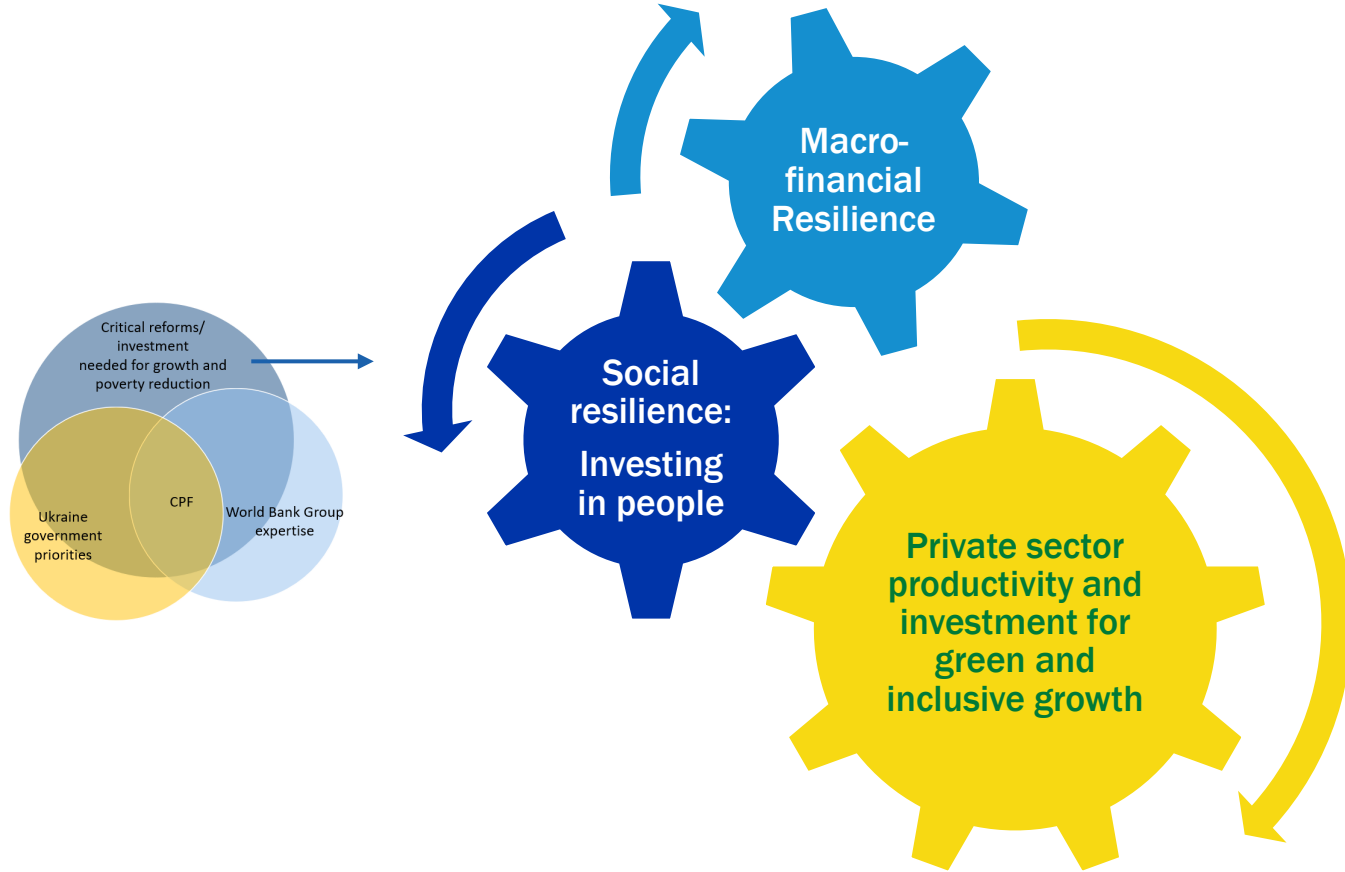 Critical reforms/
investment
needed for growth and
poverty reduction
Ukraine
government
priorities
CPF
World Bank Group
expertise
Macro-
financial
Resilience
Social
resilience:
Investing
in people
Private sector
productivity and
investment for
green and
inclusive growth